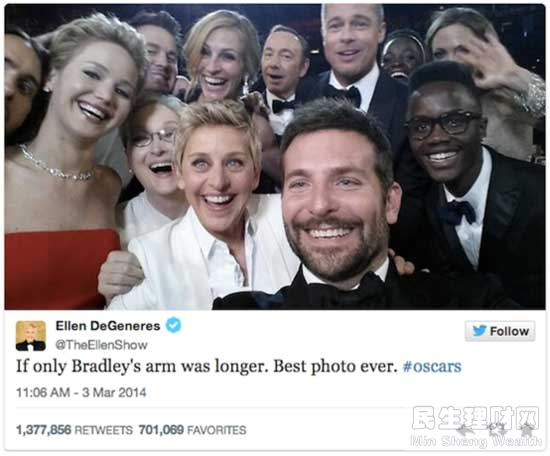 Ellen DeGeneres
@TheEllenShow
Follow
If only Bradley's arm was longer. Best photo ever. #oscars
11:06 AM - 3 Mar 2014
1,377,856 RETWEETS 701,069 FAVORITES
民生理财网
Min Sheng Wealth